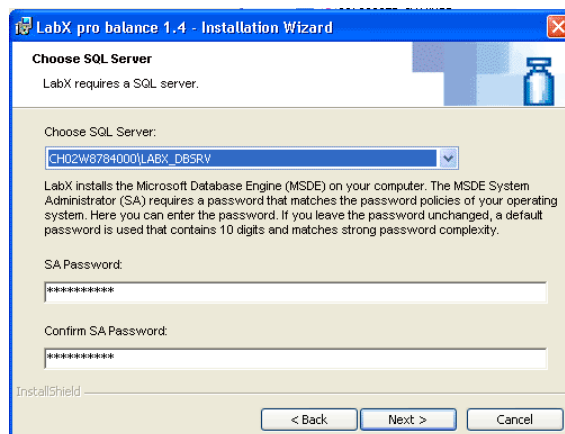 LabX pro balance 1.4 - Installation Wizard
Choose SQL Server
LabX requires a SQL server.
Choose SQL Server:
CH02W8784000\LABX_DBSRV
LabX installs the Microsoft Database Engine (MSDE) on your computer. The MSDE System
Administrator (SA) requires a password that matches the password policies of your operating
system. Here you can enter the password. If you leave the password unchanged, a default
password is used that contains 10 digits and matches strong password complexity.
SA Password:
**********
Confirm SA Password:
**********
InstallShield
< Back
Next >
Cancel